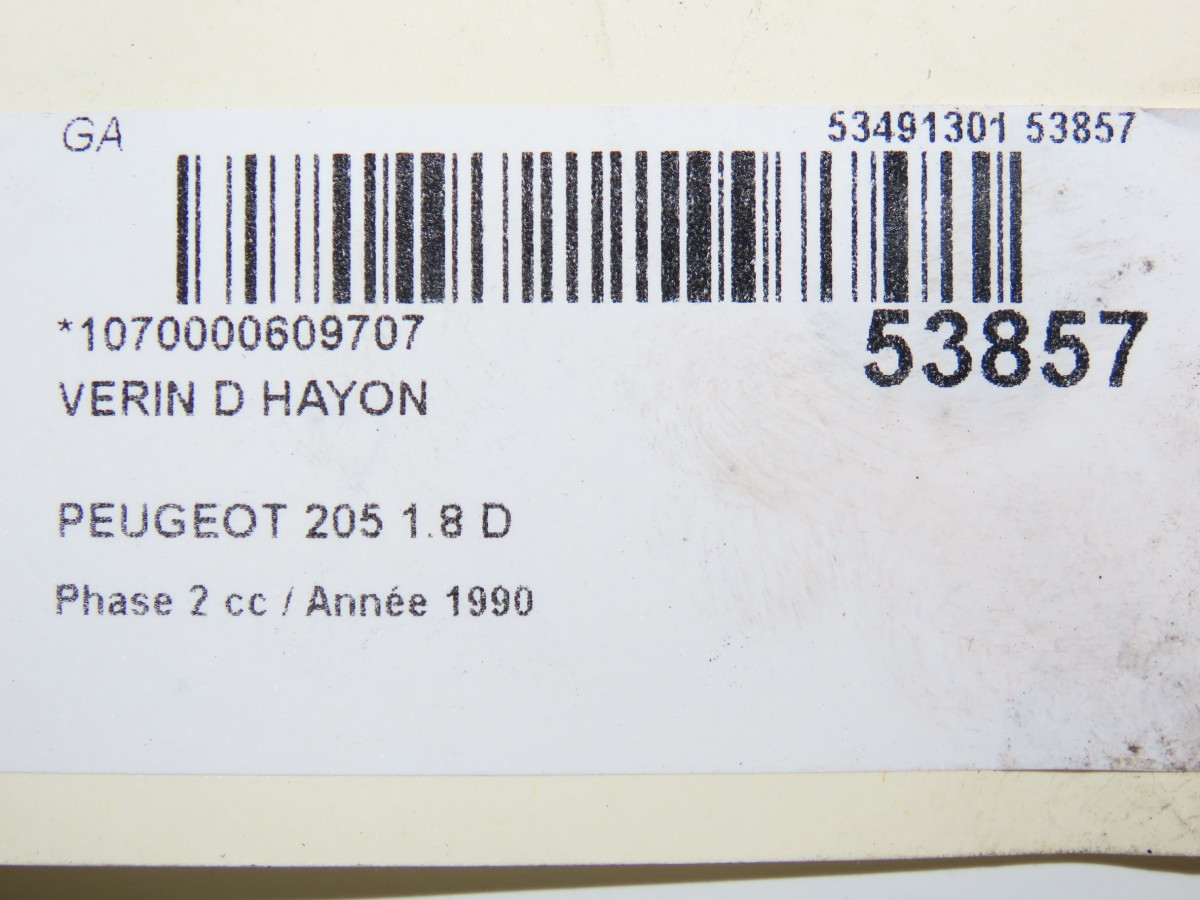 GA
53491301 53857
*1070000609707
53857
VERIN D HAYON
PEUGEOT 205 1.8 D
Phase 2 cc / Année 1990